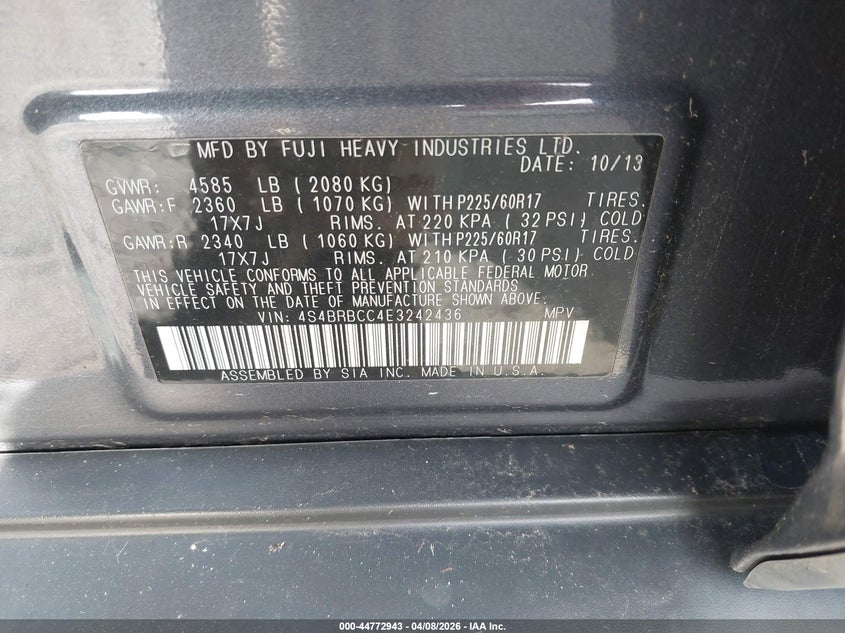 MFD BY FUJI HEAVY INDUSTRIES LTD.
DATE: 10/13
GVWR: 4585 LB ( 2080 KG)
GAWR:F 2360 LB ( 1070 KG) WITH P225/60R17 TIRES.
17X7J RIMS. AT 220 KPA ( 32 PSI) COLD
GAWR:R 2340 LB ( 1060 KG) WITH P225/60R17 TIRES.
17X7J RIMS. AT 210 KPA ( 30 PSI) COLD
THIS VEHICLE CONFORMS TO ALL APPLICABLE FEDERAL MOTOR
VEHICLE SAFETY AND THEFT PREVENTION STANDARDS
IN EFFECT ON THE DATE OF MANUFACTURE SHOWN ABOVE.
VIN: 4S4BRBCC4E3242436 MPV
ASSEMBLED BY SIA INC. MADE IN U.S.A.
000-44772943 - 04/08/2026 - IAA Inc.